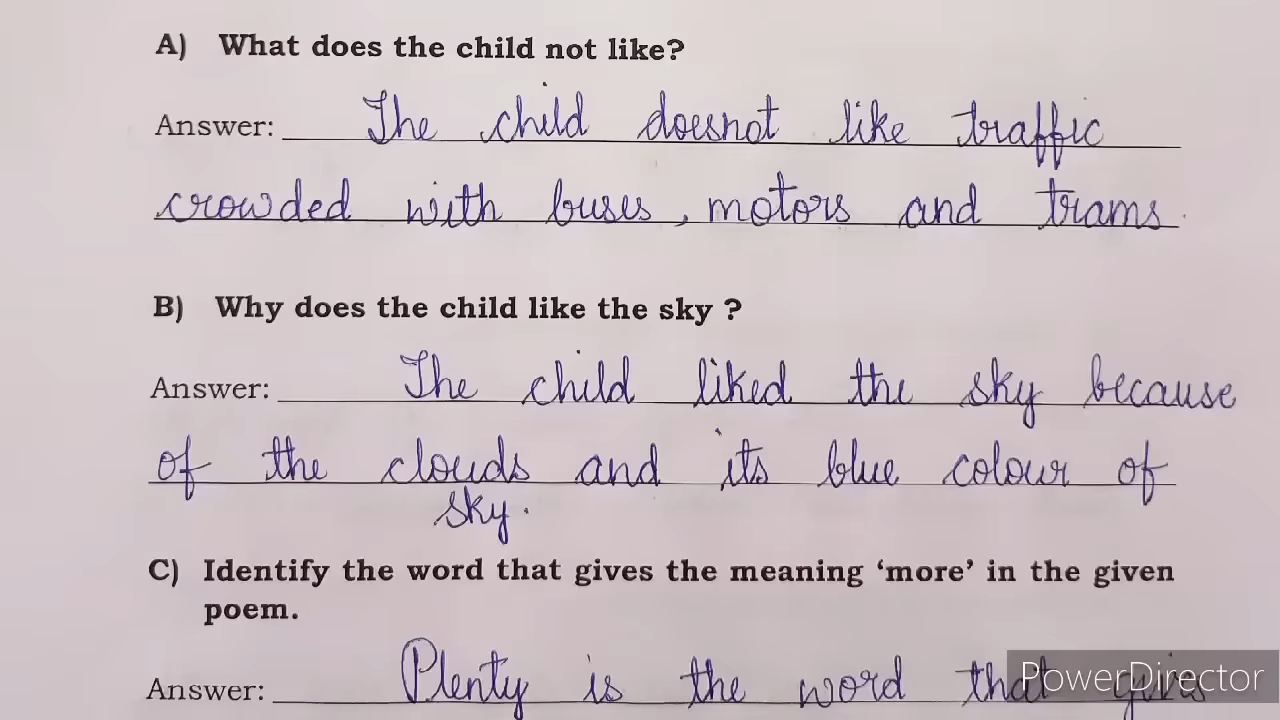 A) What does the child not like?
Answer: The child doesnot like traffic
crowded with buses, motors and trams.
B) Why does the child like the sky ?
Answer: The child liked the sky because
of the clouds and its blue colour of
sky.
C) Identify the word that gives the meaning ‘more’ in the given
poem.
Answer: Plenty is the word that gives
PowerDirector